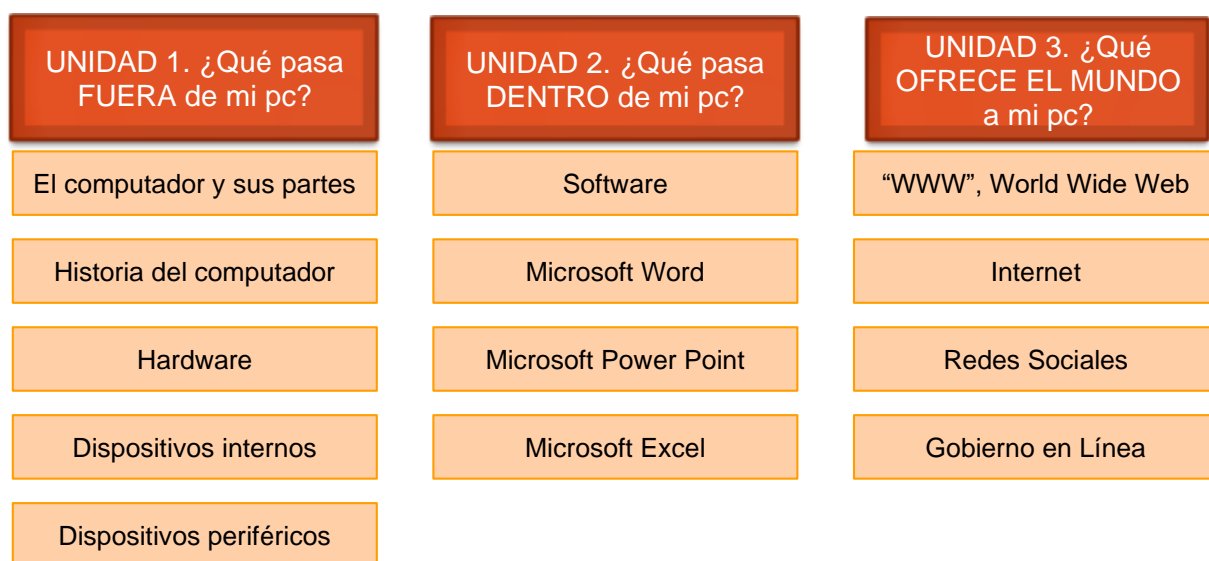 UNIDAD 1. ¿Qué pasa
FUERA de mi pc?
El computador y sus partes
Historia del computador
Hardware
Dispositivos internos
Dispositivos periféricos
UNIDAD 2. ¿Qué pasa
DENTRO de mi pc?
Software
Microsoft Word
Microsoft Power Point
Microsoft Excel
UNIDAD 3. ¿Qué
OFRECE EL MUNDO
a mi pc?
“WWW”, World Wide Web
Internet
Redes Sociales
Gobierno en Línea